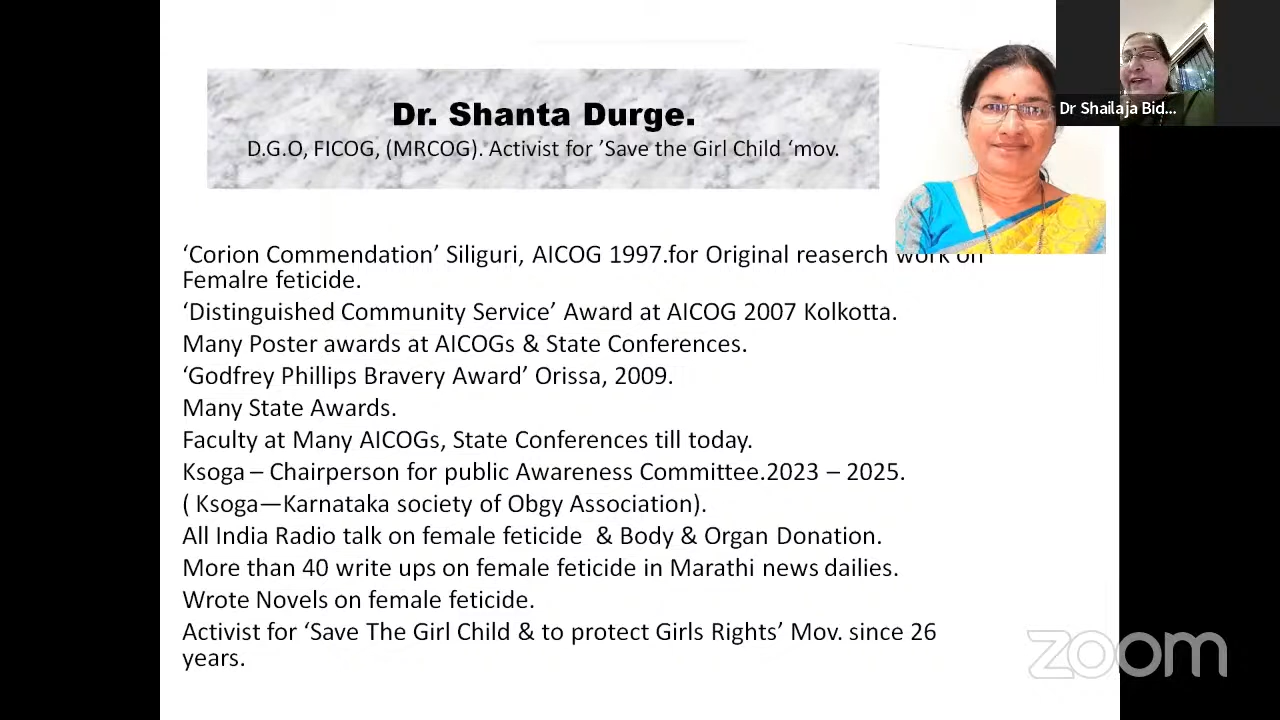 Dr. Shanta Durge.
D.G.O, FICOG, (MRCOG). Activist for ’Save the Girl Child ‘mov.
Dr Shailaja Bid...
‘Corion Commendation’ Siliguri, AICOG 1997.for Original reaserch work on
Femalre feticide.
‘Distinguished Community Service’ Award at AICOG 2007 Kolkotta.
Many Poster awards at AICOGs & State Conferences.
‘Godfrey Phillips Bravery Award’ Orissa, 2009.
Many State Awards.
Faculty at Many AICOGs, State Conferences till today.
Ksoga – Chairperson for public Awareness Committee.2023 – 2025.
( Ksoga—Karnataka society of Obgy Association).
All India Radio talk on female feticide & Body & Organ Donation.
More than 40 write ups on female feticide in Marathi news dailies.
Wrote Novels on female feticide.
Activist for ‘Save The Girl Child & to protect Girls Rights’ Mov. since 26
years.
zoom